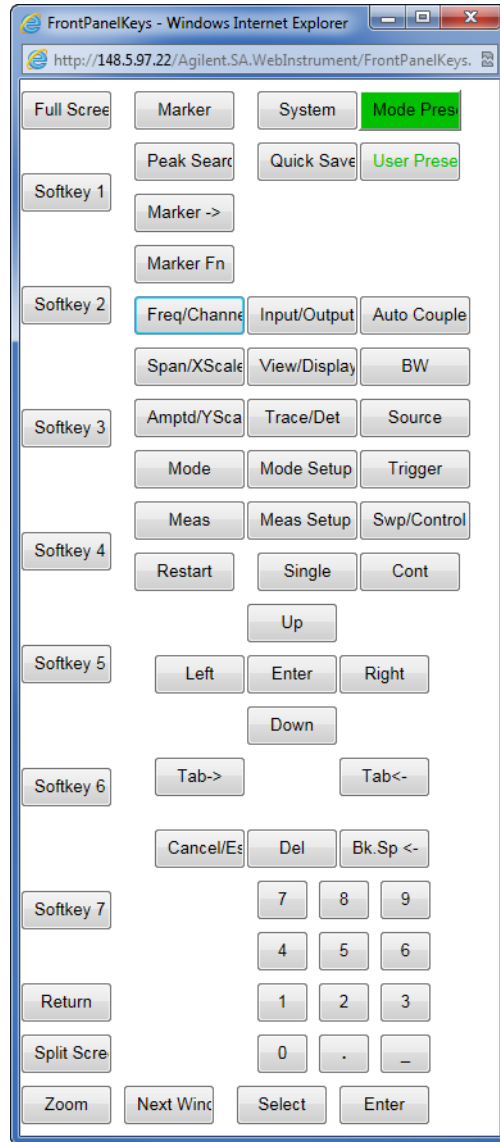 FrontPanelKeys - Windows Internet Explorer
http://148.5.97.22/Agilent.SA.WebInstrument/FrontPanelKeys.
Full Scree Marker System Mode Pres
Peak Searc Quick Save User Prese
Softkey 1
Marker ->
Marker Fn
Softkey 2 Freq/Channe Input/Output Auto Couple
Span/XScale View/Display BW
Softkey 3 Amptd/YSca Trace/Det Source
Mode Mode Setup Trigger
Meas Meas Setup Swp/Control
Softkey 4
Restart Single Cont
Up
Softkey 5 Left Enter Right
Down
Softkey 6 Tab-> Tab<-
Cancel/Es Del Bk.Sp <-
7 8 9
Softkey 7
4 5 6
Return 1 2 3
Split Scre 0 . _
Zoom Next Winc Select Enter